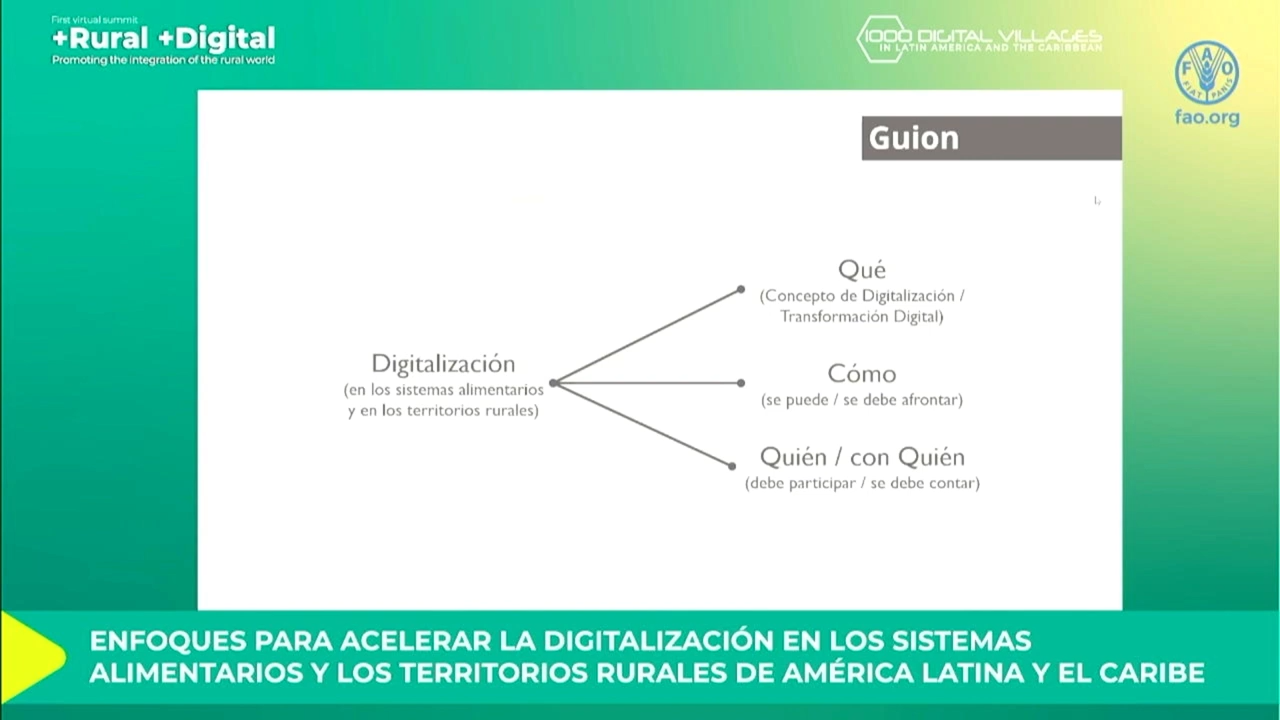 First virtual summit
+Rural +Digital
Promoting the integration of the rural world
1000 DIGITAL VILLAGES
IN LATIN AMERICA AND THE CARIBBEAN
F A O
FIAT PANIS
fao.org
Guion
Qué
(Concepto de Digitalización /
Transformación Digital)
Digitalización
(en los sistemas alimentarios
y en los territorios rurales)
Cómo
(se puede / se debe afrontar)
Quién / con Quién
(debe participar / se debe contar)
ENFOQUES PARA ACELERAR LA DIGITALIZACIÓN EN LOS SISTEMAS
ALIMENTARIOS Y LOS TERRITORIOS RURALES DE AMÉRICA LATINA Y EL CARIBE